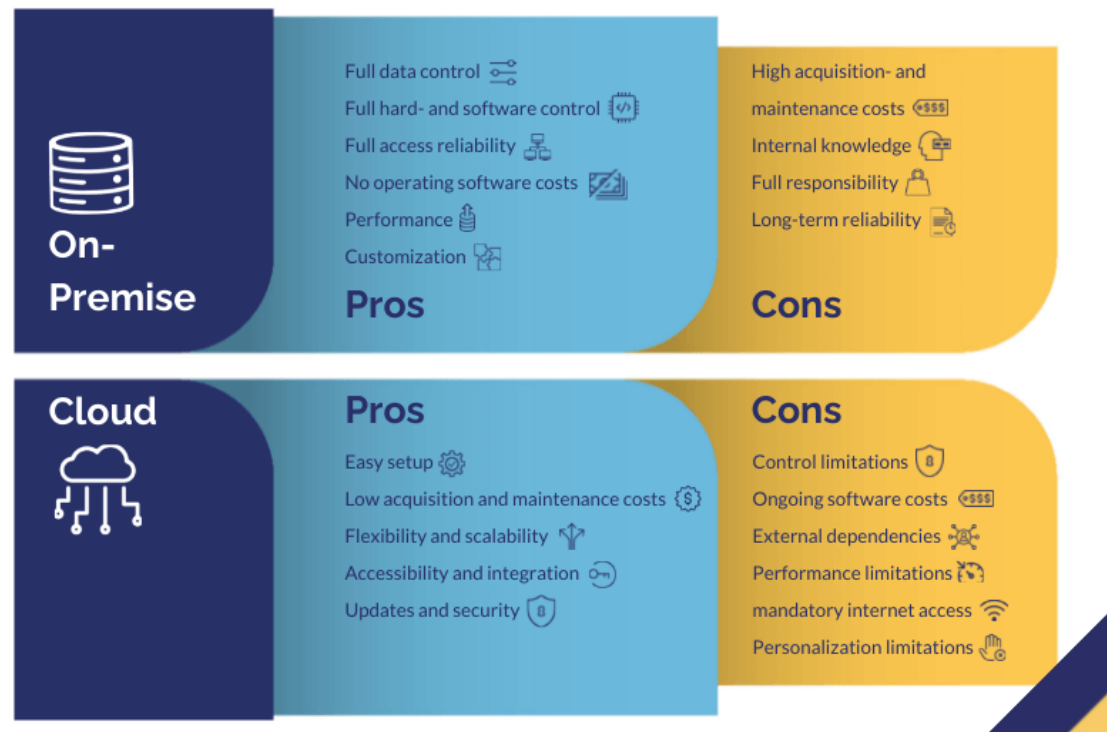 On-
Premise
Full data control
Full hard- and software control
Full access reliability
No operating software costs
Performance
Customization
Pros
High acquisition- and
maintenance costs
$$$
Internal knowledge
Full responsibility
Long-term reliability
Cons
Cloud
Pros
Easy setup
Low acquisition and maintenance costs
$
Flexibility and scalability
Accessibility and integration
Updates and security
Cons
Control limitations
Ongoing software costs
$$$
External dependencies
Performance limitations
mandatory internet access
Personalization limitations